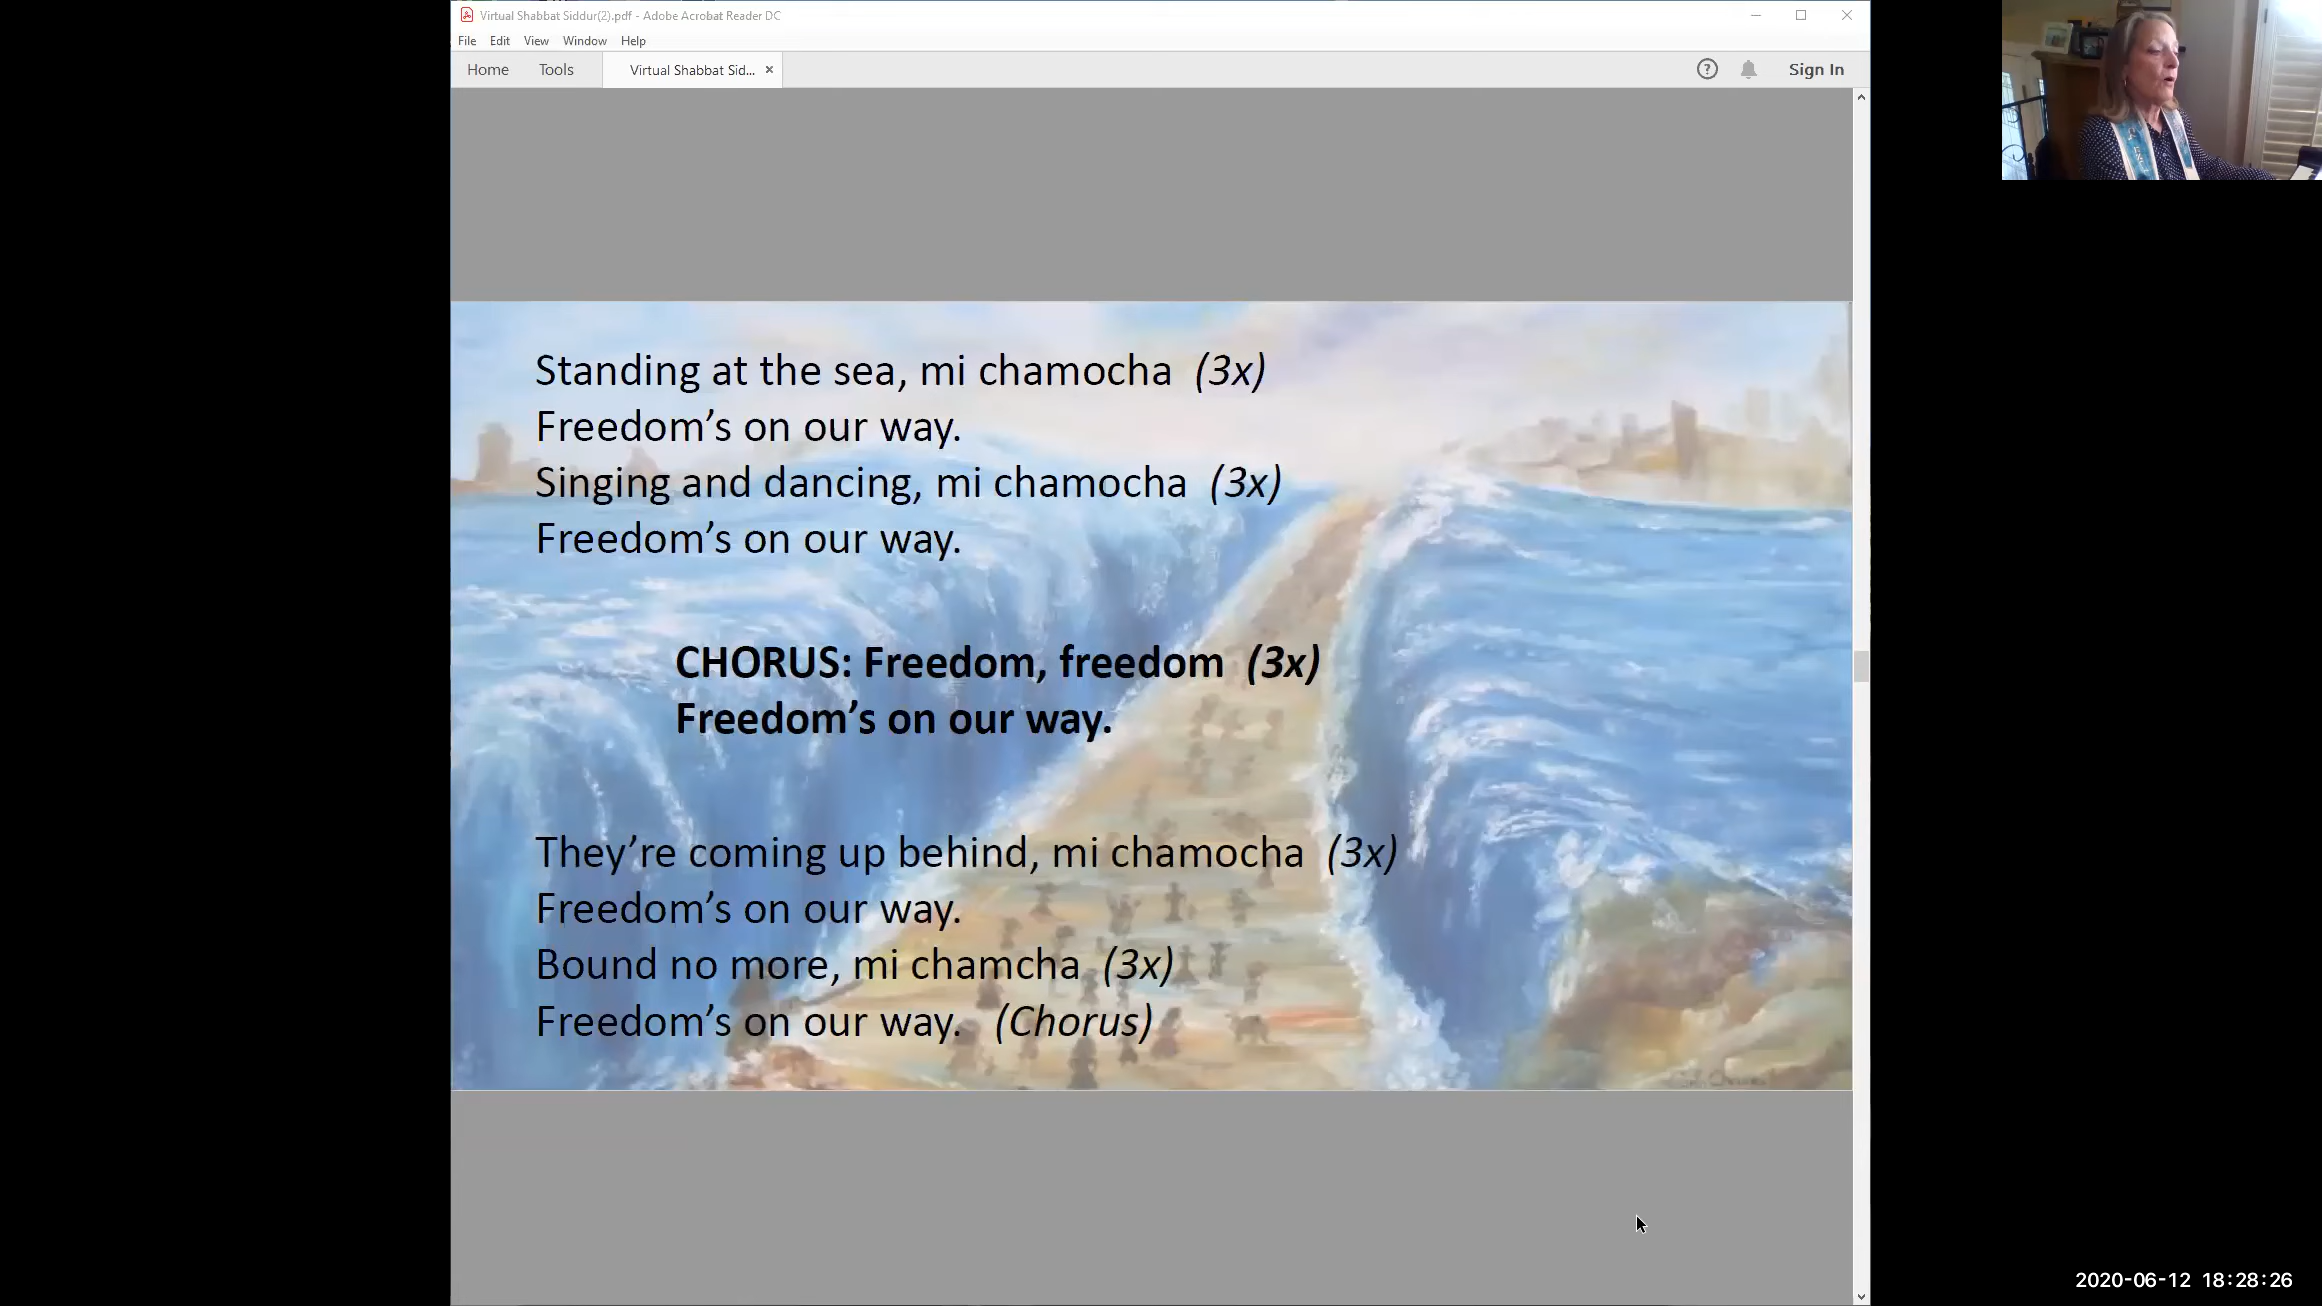 Virtual Shabbat Siddur(2).pdf - Adobe Acrobat Reader DC
File Edit View Window Help
Home Tools Virtual Shabbat Sid... × Sign In
Standing at the sea, mi chamocha (3x)
Freedom’s on our way.
Singing and dancing, mi chamocha (3x)
Freedom’s on our way.
CHORUS: Freedom, freedom (3x)
Freedom’s on our way.
They’re coming up behind, mi chamocha (3x)
Freedom’s on our way.
Bound no more, mi chamcha (3x)
Freedom’s on our way. (Chorus)
2020-06-12 18:28:26